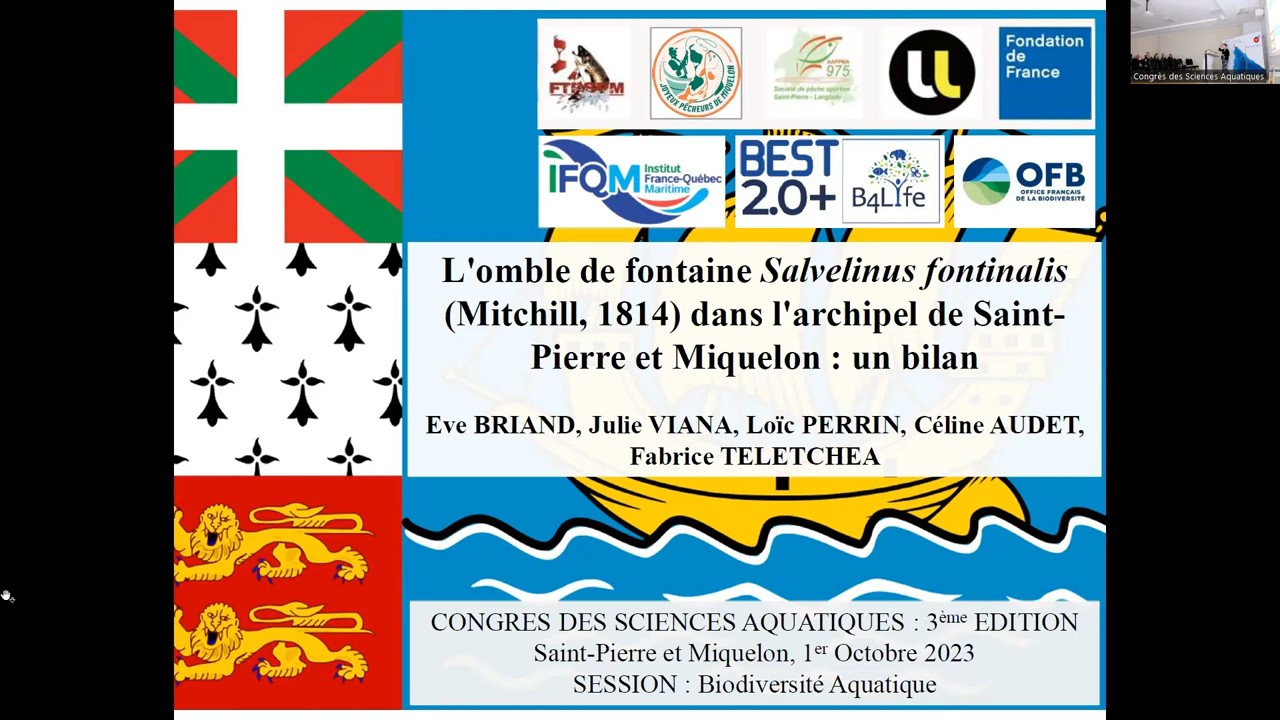 Congrès des Sciences Aquatiques
JOYEUX PÊCHEURS DE MIQUELON
AAPPMA
975
Société de pêche sportive
Saint-Pierre - Langlade
Fondation
de
France
IFQM
Institut
France-Québec
Maritime
BEST
2.0+
B4LIfe
OFB
OFFICE FRANÇAIS
DE LA BIODIVERSITÉ
L'omble de fontaine Salvelinus fontinalis
(Mitchill, 1814) dans l'archipel de Saint-
Pierre et Miquelon : un bilan
Eve BRIAND, Julie VIANA, Loïc PERRIN, Céline AUDET,
Fabrice TELETCHEA
CONGRES DES SCIENCES AQUATIQUES : 3ème EDITION
Saint-Pierre et Miquelon, 1er Octobre 2023
SESSION : Biodiversité Aquatique